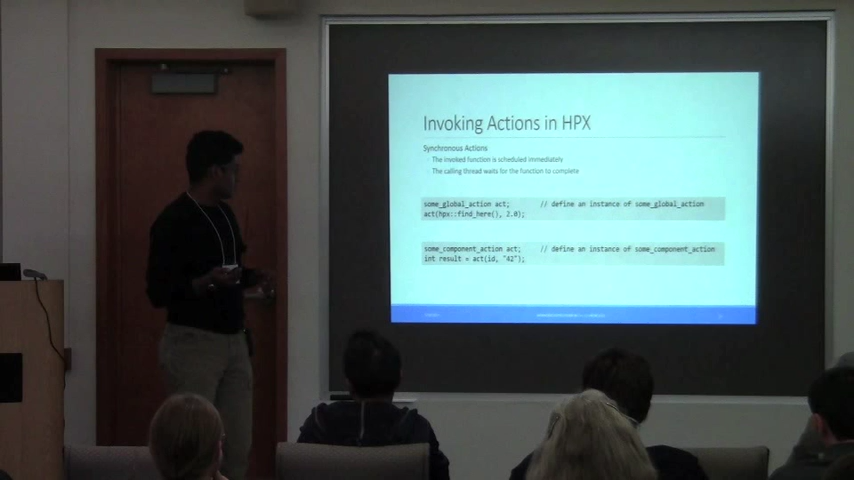 Invoking Actions in HPX
Synchronous Actions
The invoked function is scheduled immediately
The calling thread waits for the function to complete
some_global_action act; // define an instance of some_global_action
act(hpx::find_here(), 2.0);
some_component_action act; // define an instance of some_component_action
int result = act(id, "42");